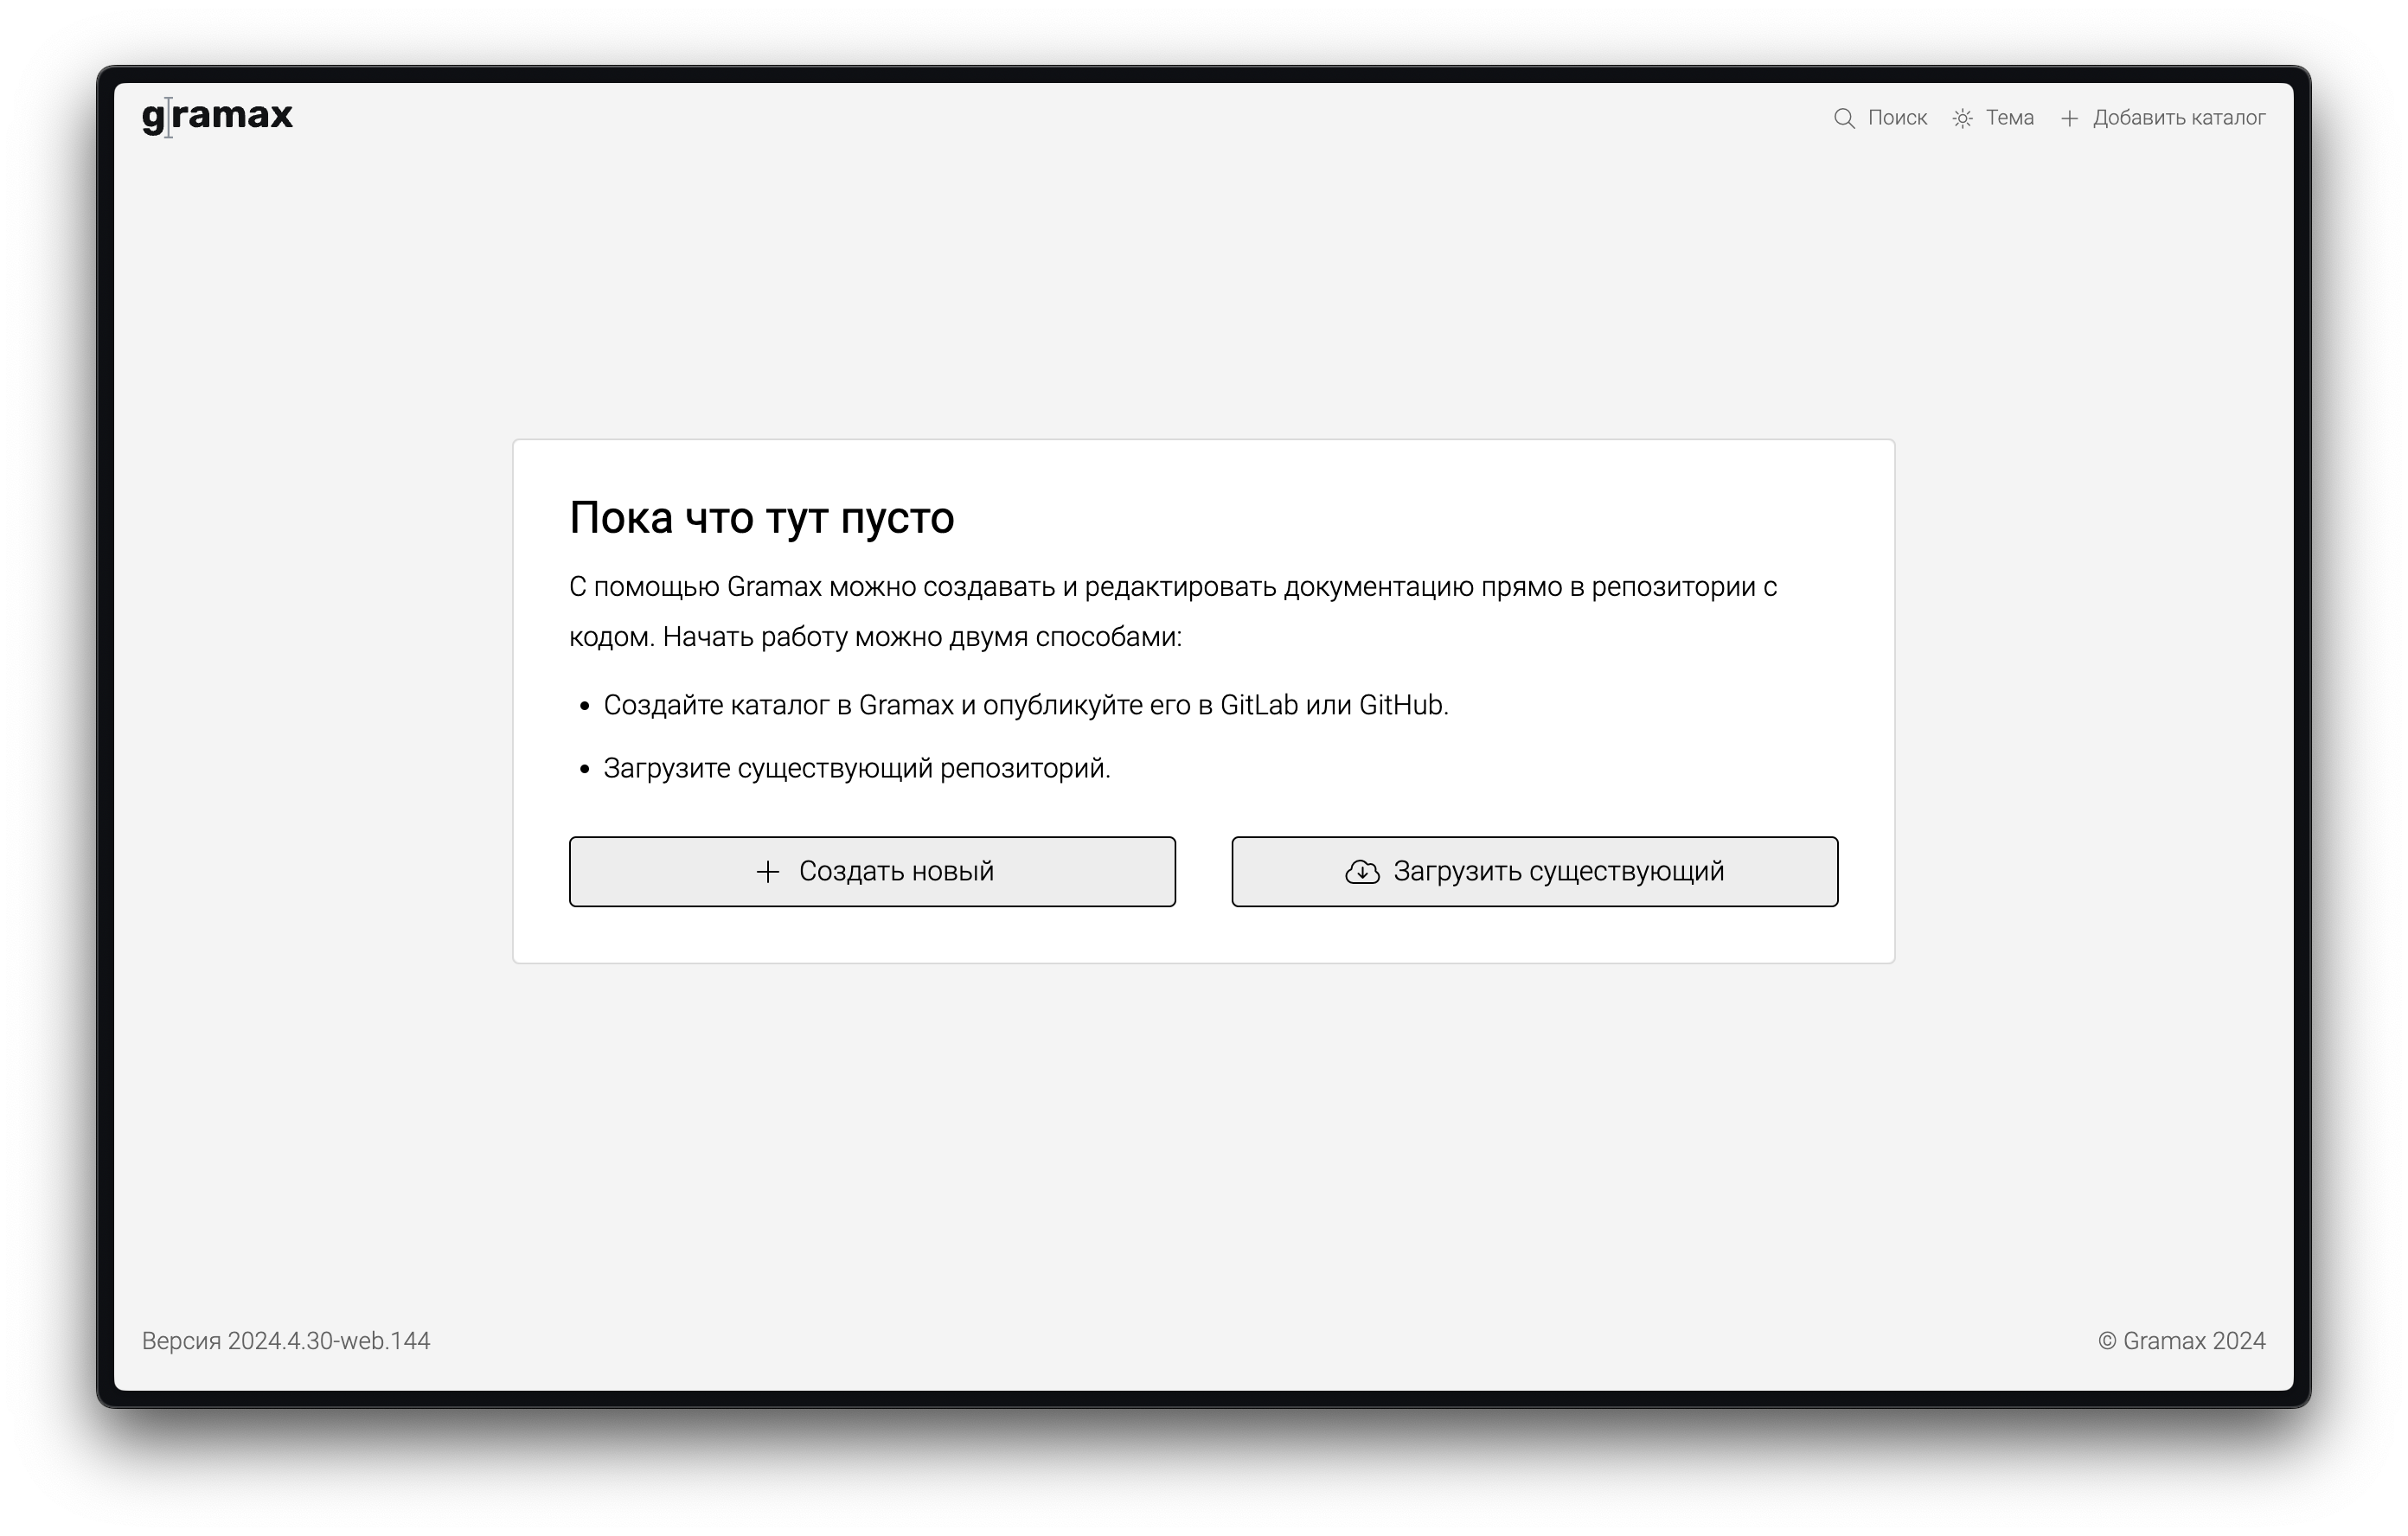 gramax
Поиск
Тема
Добавить каталог
Пока что тут пусто
С помощью Gramax можно создавать и редактировать документацию прямо в репозитории с
кодом. Начать работу можно двумя способами:
• Создайте каталог в Gramax и опубликуйте его в GitLab или GitHub.
• Загрузите существующий репозиторий.
Создать новый
Загрузить существующий
Версия 2024.4.30-web.144
© Gramax 2024